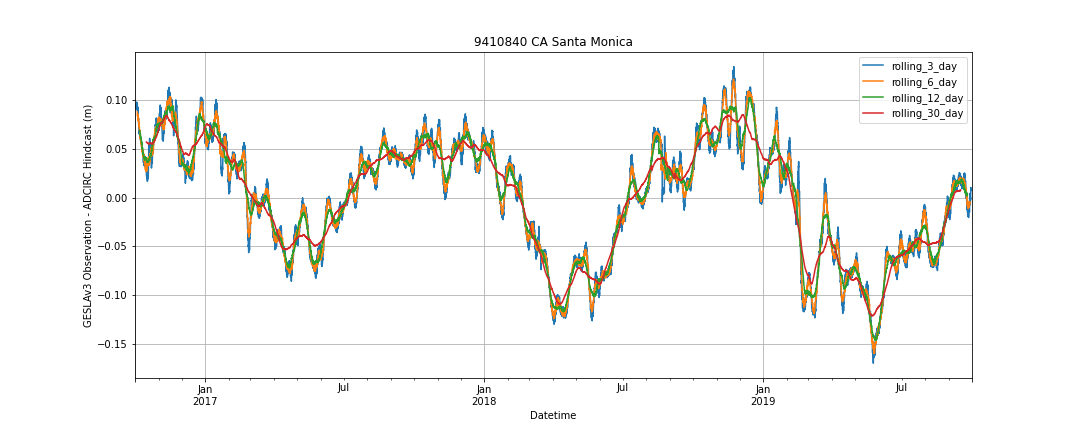 9410840 CA Santa Monica
rolling_3_day
rolling_6_day
rolling_12_day
rolling_30_day
GESLAv3 Observation - ADCIRC Hindcast (m)
0.10
0.05
0.00
−0.05
−0.10
−0.15
Jan Jul Jan Jul Jan Jul
2017 2018 2019
Datetime